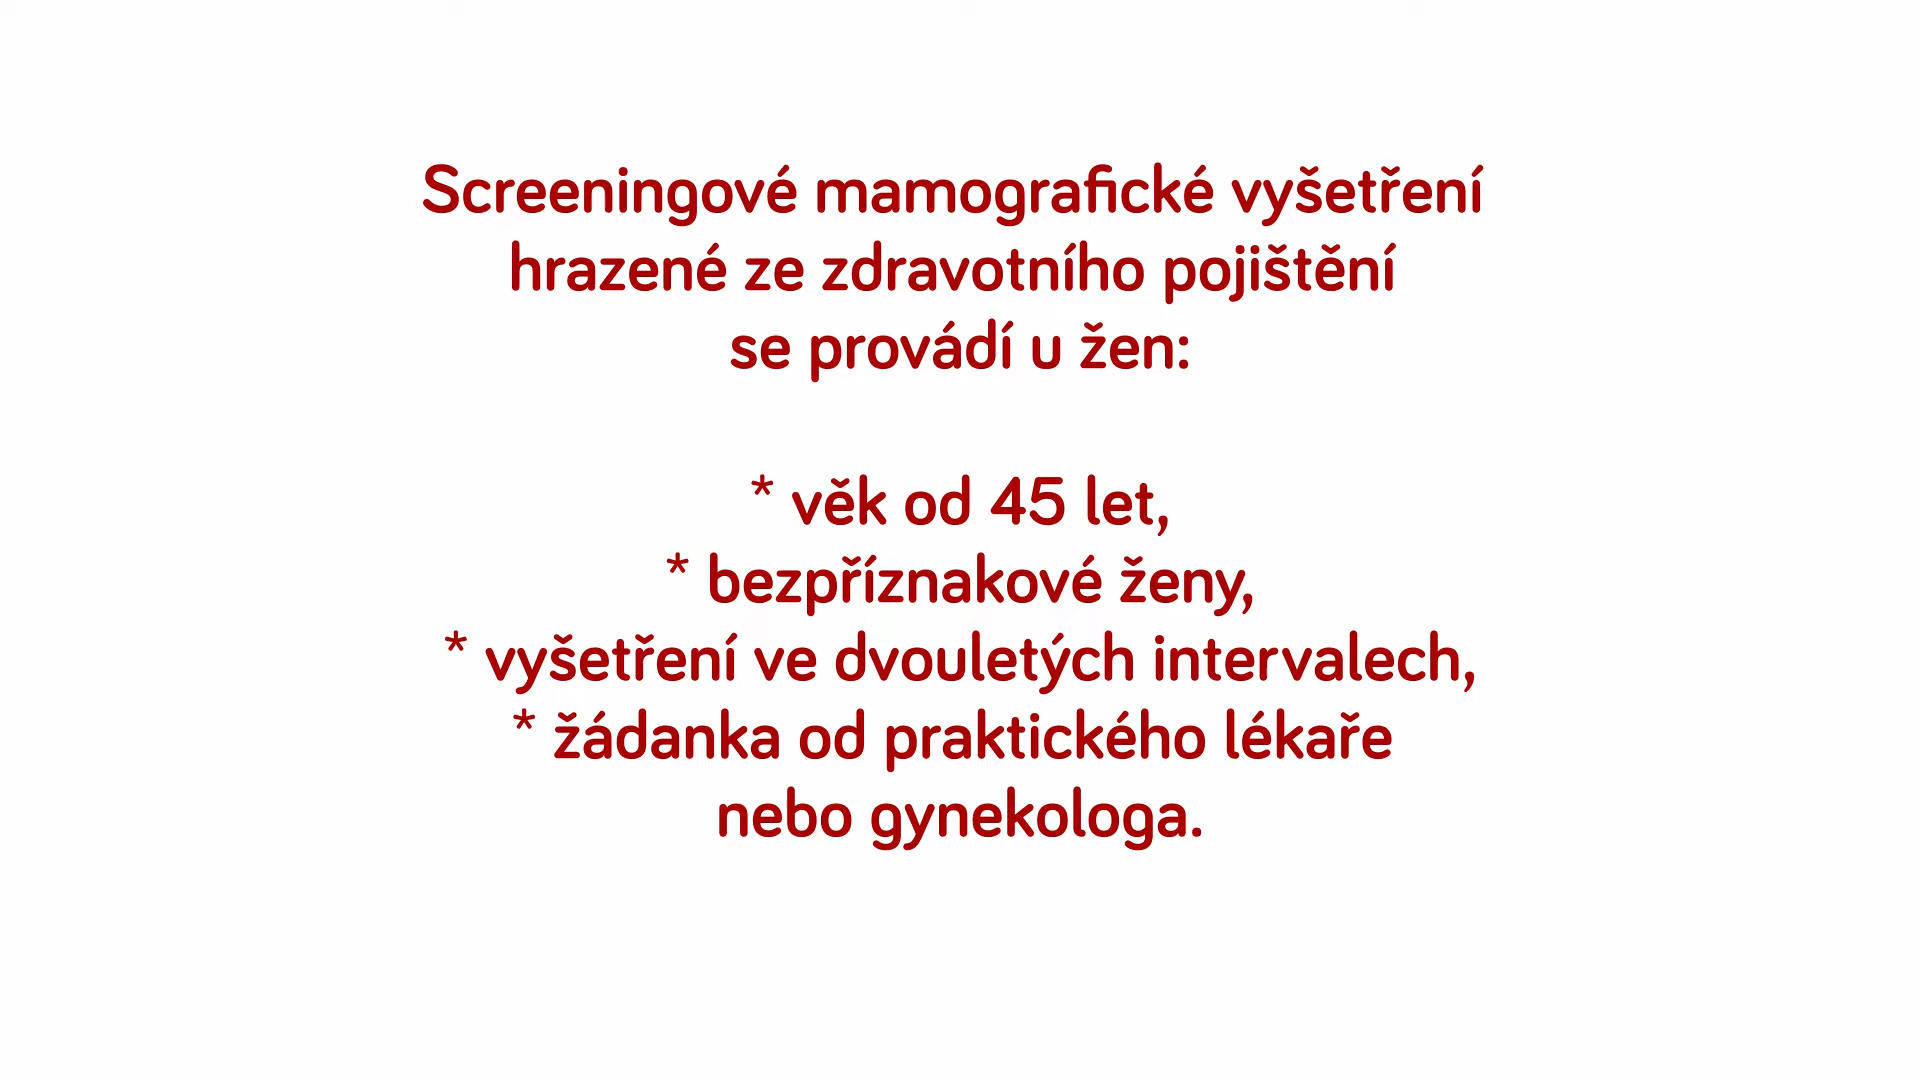 Screeningové mamografické vyšetření
hrazené ze zdravotního pojištění
se provádí u žen:
* věk od 45 let,
* bezpříznakové ženy,
* vyšetření ve dvouletých intervalech,
* žádanka od praktického lékaře
nebo gynekologa.